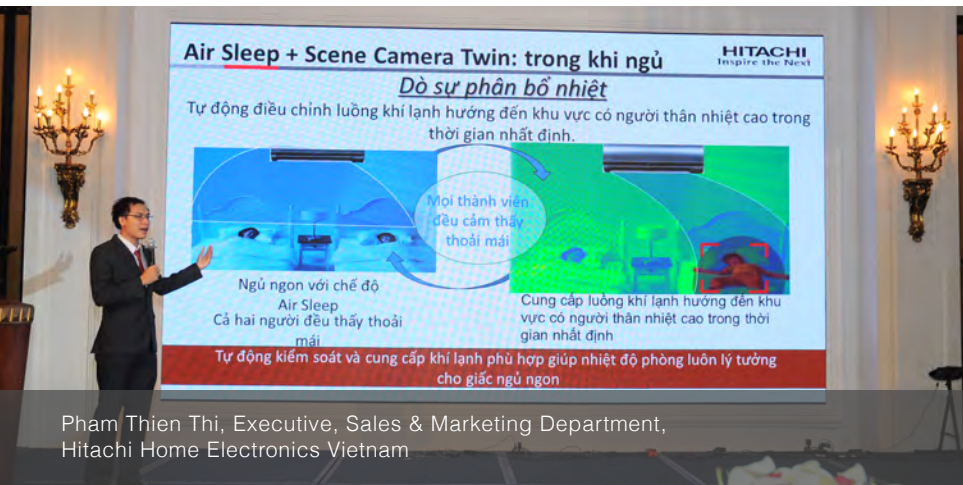 Air Sleep + Scene Camera Twin: trong khi ngủ
HITACHI
Inspire the Next
Dò sự phân bổ nhiệt
Tự động điều chỉnh luồng khí lạnh hướng đến khu vực có người thân nhiệt cao trong
thời gian nhất định.
Mọi thành viên
đều cảm thấy
thoải mái
Ngủ ngon với chế độ
Air Sleep
Cả hai người đều thấy thoải
mái
Cung cấp luồng khí lạnh hướng đến khu
vực có người thân nhiệt cao trong thời
gian nhất định
Tự động kiểm soát và cung cấp khí lạnh phù hợp giúp nhiệt độ phòng luôn lý tưởng
cho giấc ngủ ngon
Pham Thien Thi, Executive, Sales & Marketing Department,
Hitachi Home Electronics Vietnam